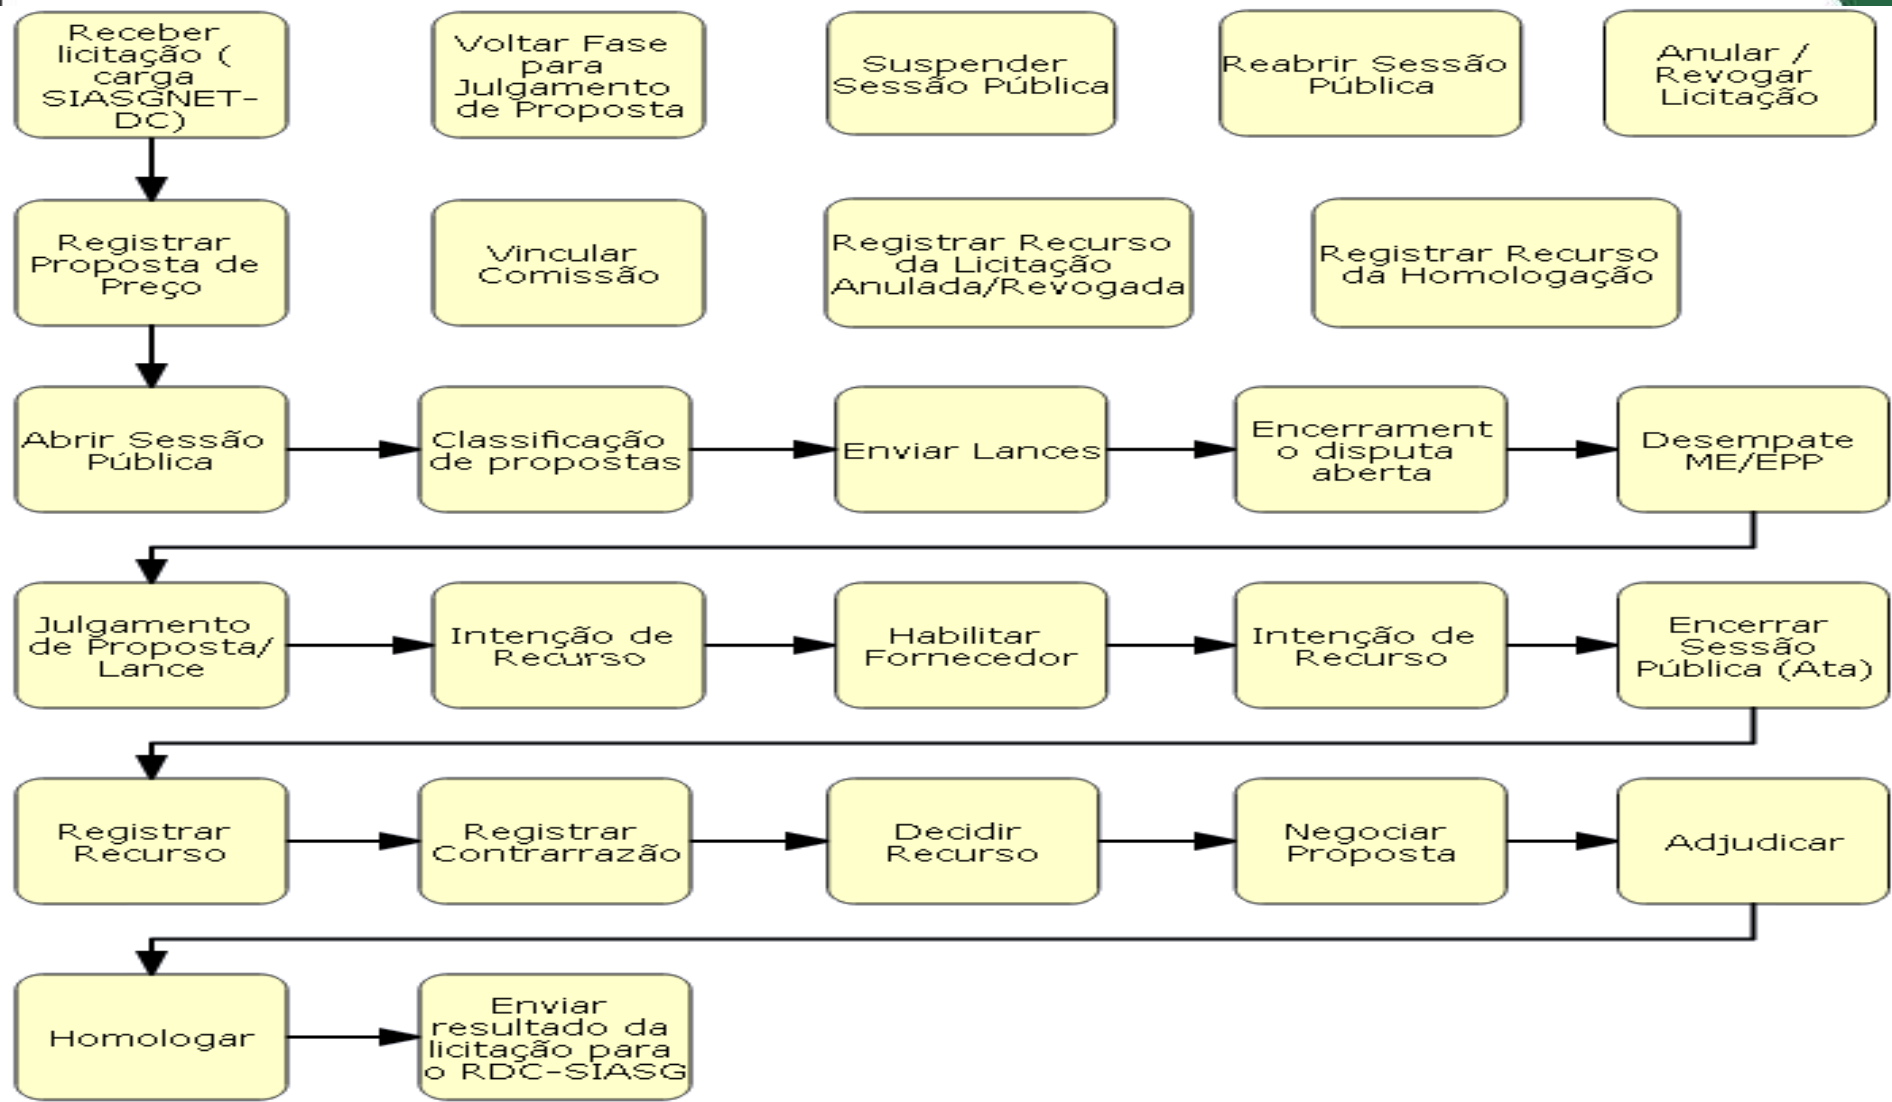 Receber
licitação (
carga
SIASGNET-
DC)
Voltar Fase
para
Julgamento
de Proposta
Suspender
Sessão Pública
Reabrir Sessão
Pública
Anular /
Revogar
Licitação
Registrar
Proposta de
Preço
Vincular
Comissão
Registrar Recurso
da Licitação
Anulada/Revogada
Registrar Recurso
da Homologação
Abrir Sessão
Pública
Classificação
de propostas
Enviar Lances
Encerrament
o disputa
aberta
Desempate
ME/EPP
Julgamento
de Proposta/
Lance
Intenção de
Recurso
Habilitar
Fornecedor
Intenção de
Recurso
Encerrar
Sessão
Pública (Ata)
Registrar
Recurso
Registrar
Contrarrazão
Decidir
Recurso
Negociar
Proposta
Adjudicar
Homologar
Enviar
resultado da
licitação para
o RDC-SIASG